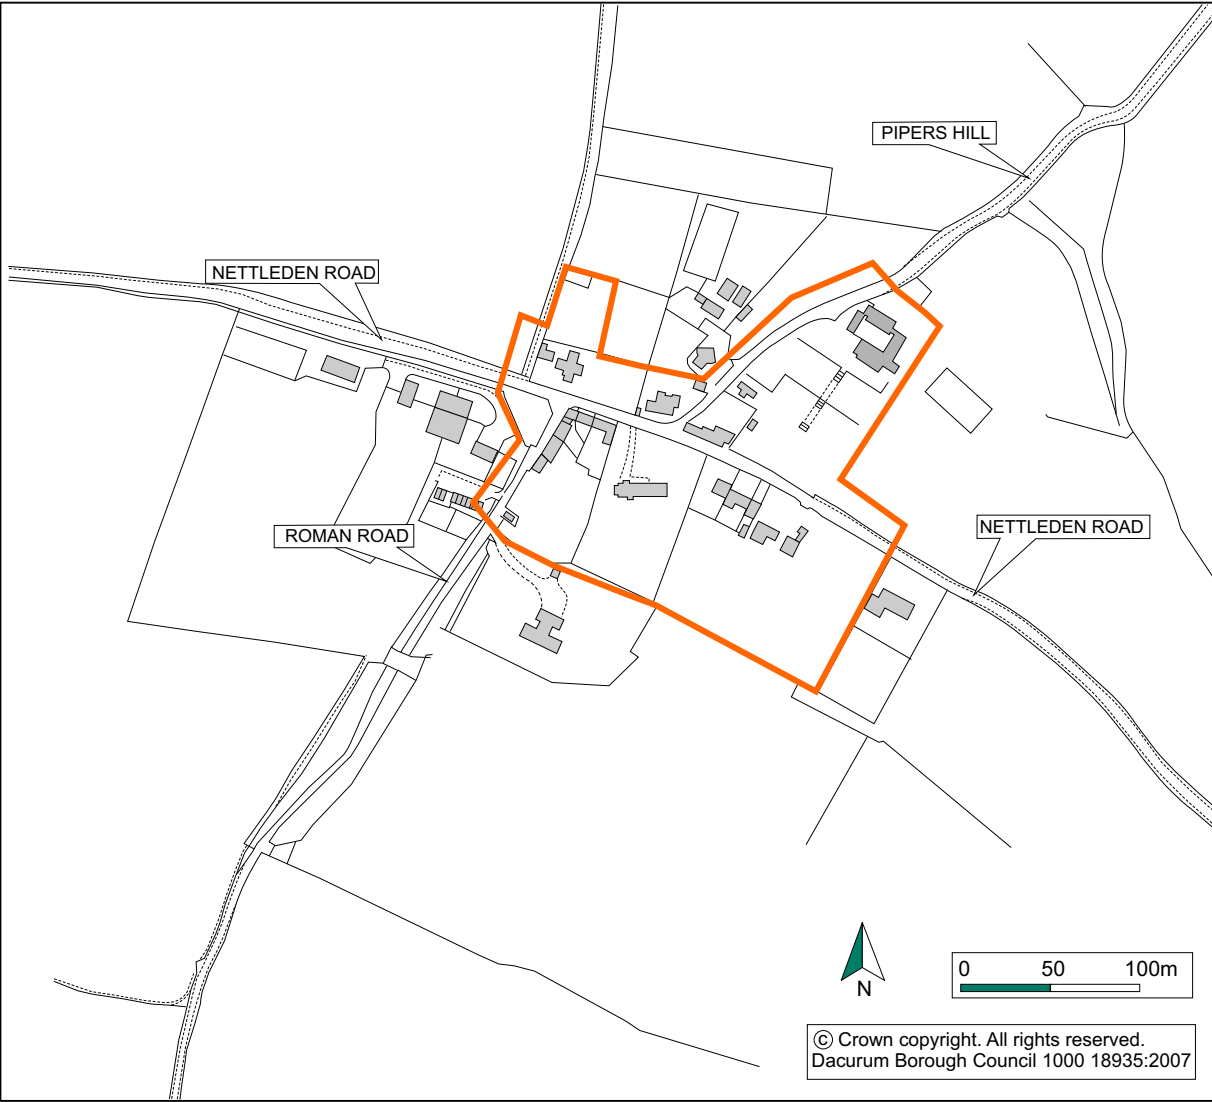 PIPERS HILL
NETTLEDEN ROAD
NETTLEDEN ROAD
ROMAN ROAD
N
0 50 100m
© Crown copyright. All rights reserved.
Dacurum Borough Council 1000 18935:2007